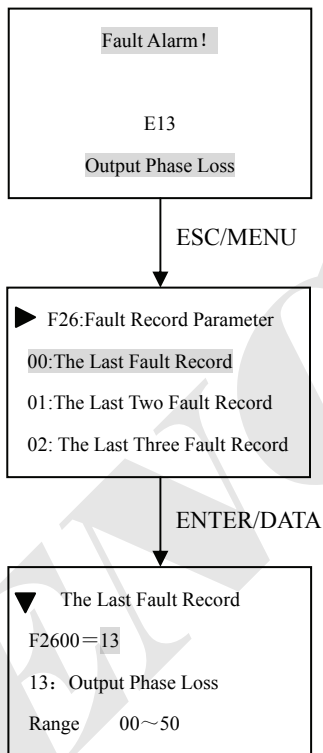 Fault Alarm！
E13
Output Phase Loss
ESC/MENU
▶ F26:Fault Record Parameter
00:The Last Fault Record
01:The Last Two Fault Record
02: The Last Three Fault Record
ENTER/DATA
▼ The Last Fault Record
F2600＝13
13：Output Phase Loss
Range 00～50